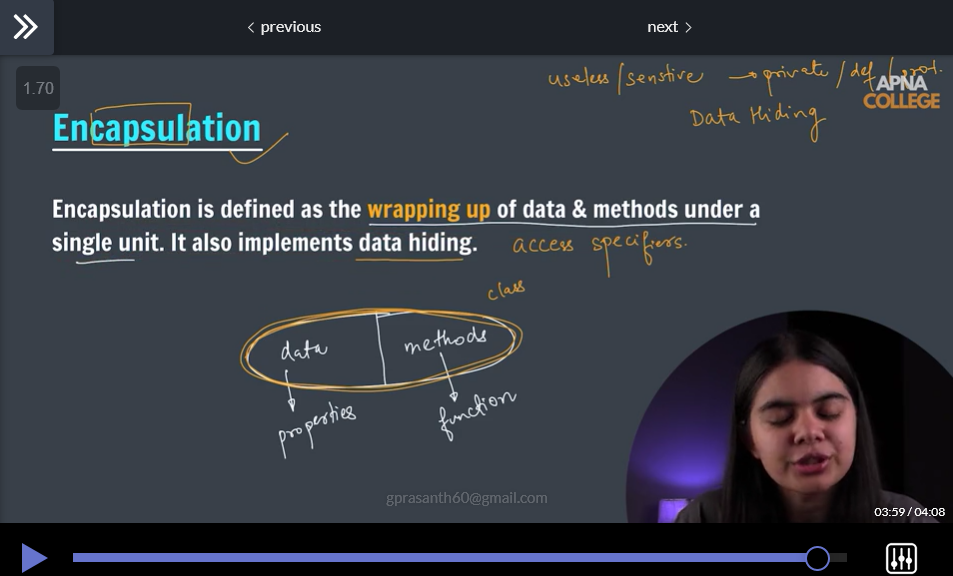 previous
next
useless/senstive → private / def / prot.
1.70
APNA
COLLEGE
Data Hiding
Encapsulation
Encapsulation is defined as the wrapping up of data & methods under a
single unit. It also implements data hiding.
access specifiers.
class
data
methods
properties
function
gprasanth60@gmail.com
03:59 / 04:08